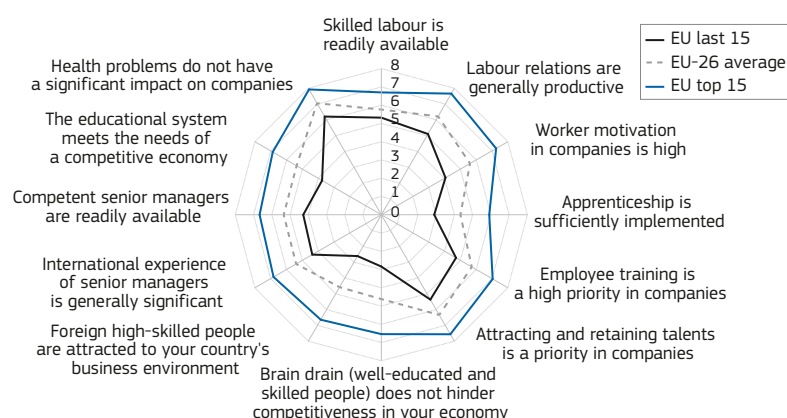 Skilled labour is
readily available
EU last 15
EU-26 average
EU top 15
Labour relations are
generally productive
Worker motivation
in companies is high
Apprenticeship is
sufficiently implemented
Employee training is
a high priority in companies
Attracting and retaining talents
is a priority in companies
Brain drain (well-educated and
skilled people) does not hinder
competitiveness in your economy
Foreign high-skilled people
are attracted to your country's
business environment
International experience
of senior managers
is generally significant
Competent senior managers
are readily available
The educational system
meets the needs of
a competitive economy
Health problems do not have
a significant impact on companies
8
7
6
5
4
3
2
1
0